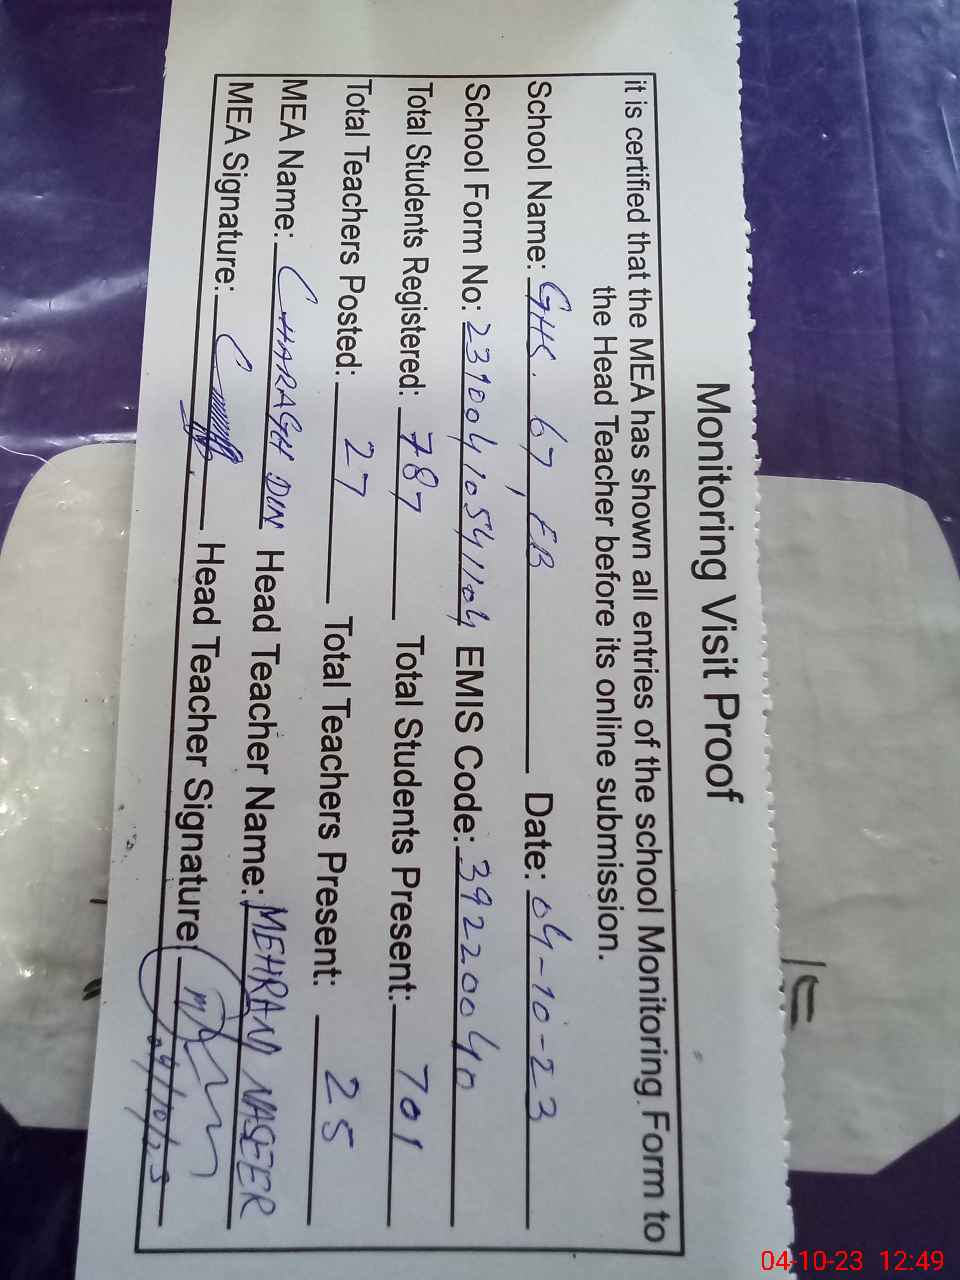 Monitoring Visit Proof
it is certified that the MEA has shown all entries of the school Monitoring Form to
the Head Teacher before its online submission.
School Name: GHS. 67, EB Date: 04-10-23
School Form No: 23100410541104 EMIS Code: 39220040
Total Students Registered: 787 Total Students Present: 701
Total Teachers Posted: 27 Total Teachers Present: 25
MEA Name: CHARAGH DIN Head Teacher Name: MEHRAN NASEER
MEA Signature: Head Teacher Signature:
04/10/23
04-10-23 12:49